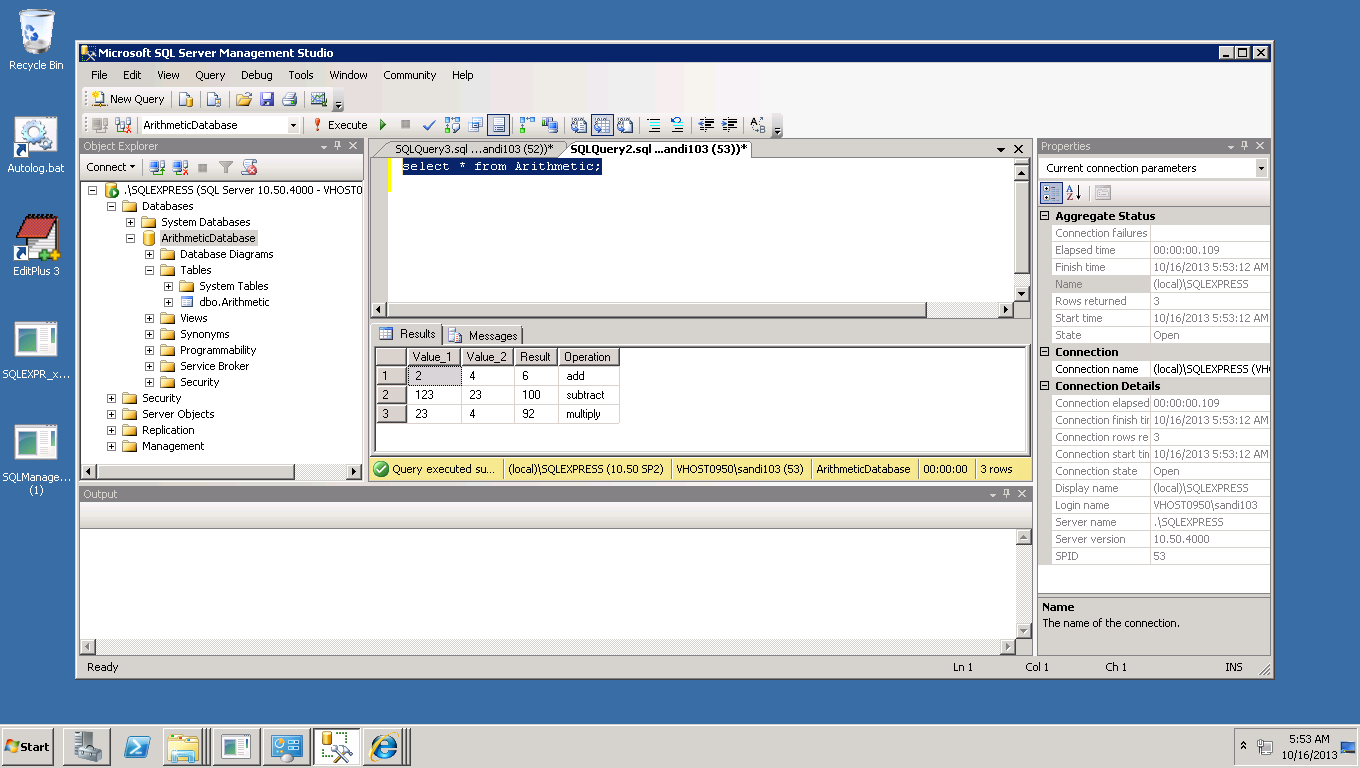 Recycle Bin
Autolog.bat
EditPlus 3
SQLEXPR_x...
SQLManage...
(1)
Microsoft SQL Server Management Studio
File Edit View Query Debug Tools Window Community Help
New Query
ArithmeticDatabase Execute
Object Explorer
Connect
.\SQLEXPRESS (SQL Server 10.50.4000 - VHOST0
Databases
System Databases
ArithmeticDatabase
Database Diagrams
Tables
System Tables
dbo.Arithmetic
Views
Synonyms
Programmability
Service Broker
Security
Security
Server Objects
Replication
Management
SQLQuery3.sql ...andi103 (52))* SQLQuery2.sql ...andi103 (53))*
select * from Arithmetic;
Results Messages
Value_1 Value_2 Result Operation
1 2 4 6 add
2 123 23 100 subtract
3 23 4 92 multiply
Query executed su... (local)\SQLEXPRESS (10.50 SP2) VHOST0950\sandi103 (53) ArithmeticDatabase 00:00:00 3 rows
Properties
Current connection parameters
A
Z
Aggregate Status
Connection failures
Elapsed time 00:00:00.109
Finish time 10/16/2013 5:53:12 AM
Name (local)\SQLEXPRESS
Rows returned 3
Start time 10/16/2013 5:53:12 AM
State Open
Connection
Connection name (local)\SQLEXPRESS (VHO
Connection Details
Connection elapsed 00:00:00.109
Connection finish tir 10/16/2013 5:53:12 AM
Connection rows re 3
Connection start tin 10/16/2013 5:53:12 AM
Connection state Open
Display name (local)\SQLEXPRESS
Login name VHOST0950\sandi103
Server name .\SQLEXPRESS
Server version 10.50.4000
SPID 53
Name
The name of the connection.
Output
Ready Ln 1 Col 1 Ch 1 INS
Start
5:53 AM
10/16/2013